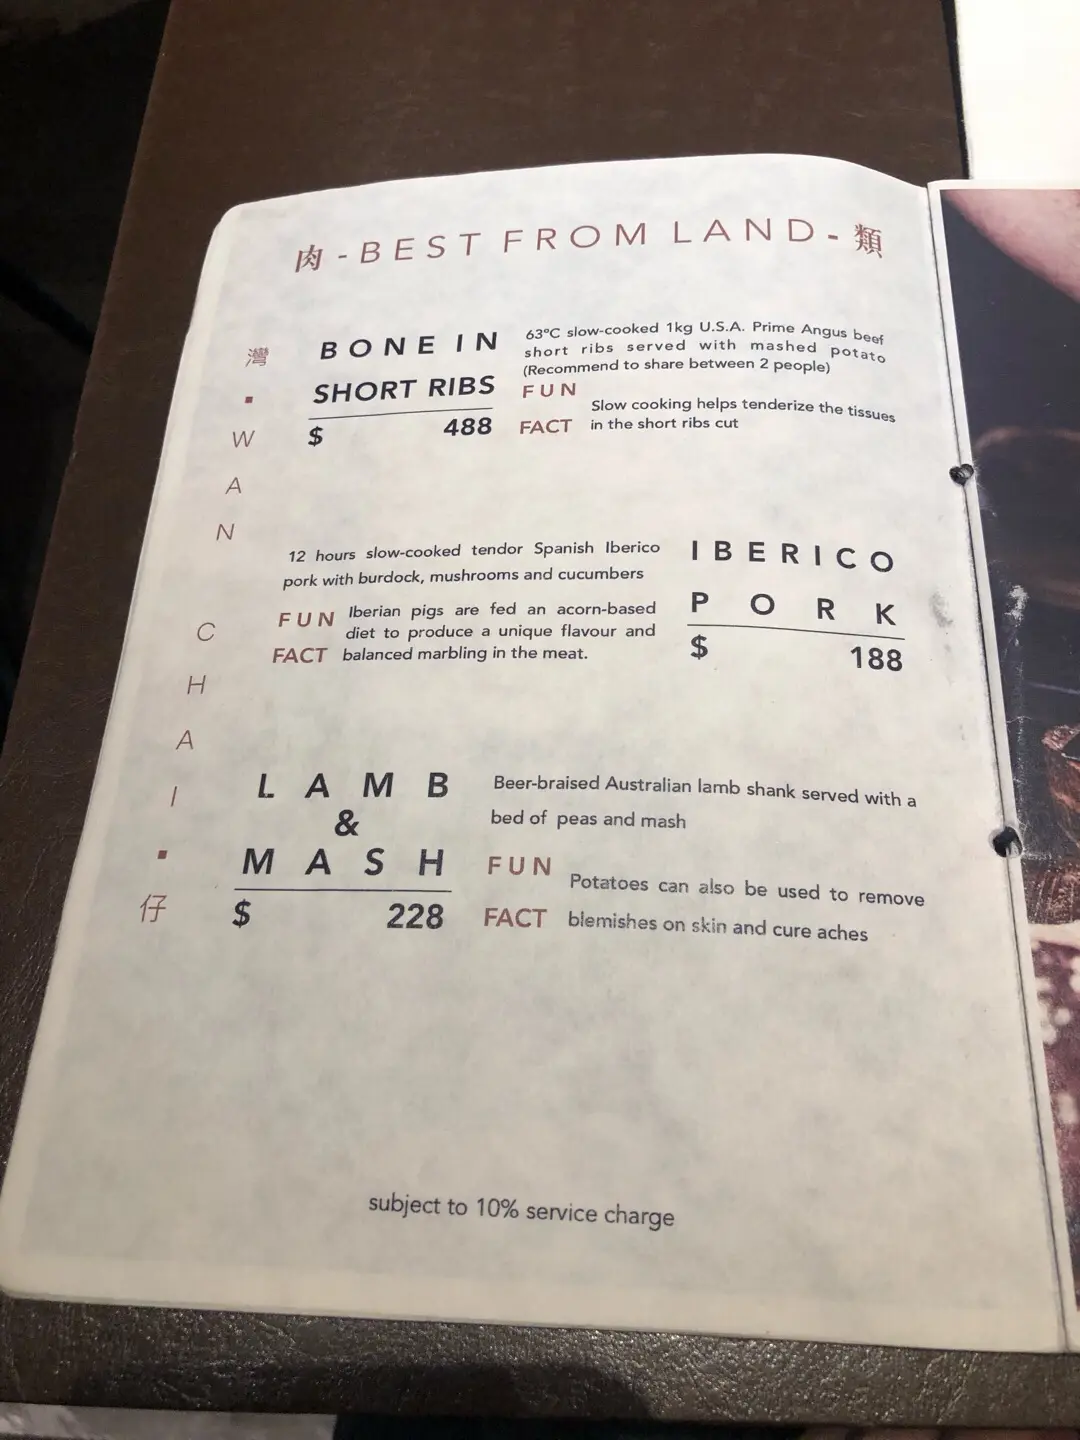 肉 - BEST FROM LAND - 類
灣 ▪ WAN CHAI ▪ 仔
BONE IN
SHORT RIBS
$ 488
63°C slow-cooked 1kg U.S.A. Prime Angus beef
short ribs served with mashed potato
(Recommend to share between 2 people)
FUN
FACT
Slow cooking helps tenderize the tissues
in the short ribs cut
12 hours slow-cooked tendor Spanish Iberico
pork with burdock, mushrooms and cucumbers
FUN
FACT
Iberian pigs are fed an acorn-based
diet to produce a unique flavour and
balanced marbling in the meat.
IBERICO
PORK
$ 188
LAMB
&
MASH
$ 228
Beer-braised Australian lamb shank served with a
bed of peas and mash
FUN
FACT
Potatoes can also be used to remove
blemishes on skin and cure aches
subject to 10% service charge